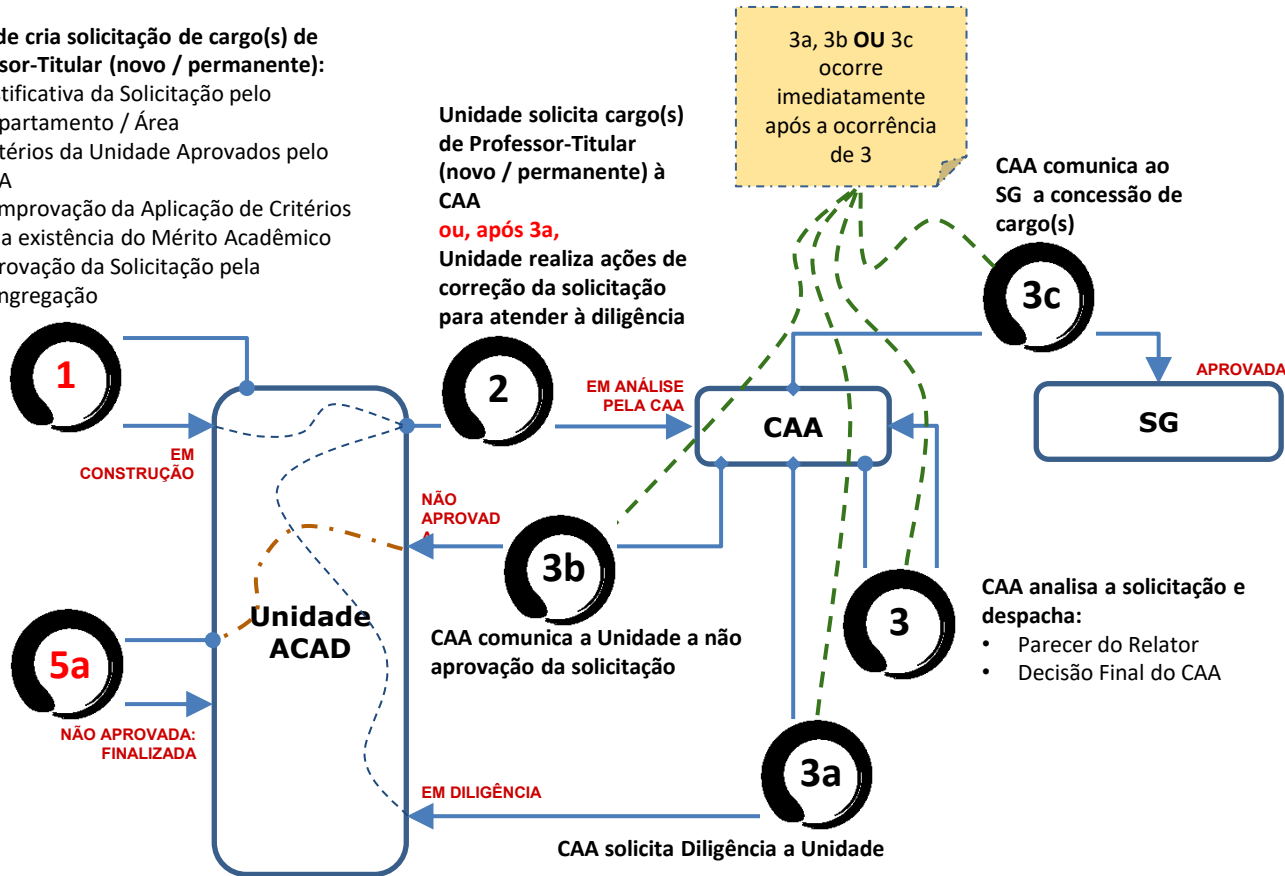 de cria solicitação de cargo(s) de
sor-Titular (novo / permanente):
stificativa da Solicitação pelo
partamento / Área
térios da Unidade Aprovados pelo
A
mprovação da Aplicação de Critérios
a existência do Mérito Acadêmico
rovação da Solicitação pela
ngregação
Unidade solicita cargo(s)
de Professor-Titular
(novo / permanente) à
CAA
ou, após 3a,
Unidade realiza ações de
correção da solicitação
para atender à diligência
3a, 3b OU 3c
ocorre
imediatamente
após a ocorrência
de 3
CAA comunica ao
SG a concessão de
cargo(s)
3c
1
2
EM ANÁLISE
PELA CAA
CAA
APROVADA
SG
EM
CONSTRUÇÃO
NÃO
APROVAD
A
3b
CAA comunica a Unidade a não
aprovação da solicitação
3
CAA analisa a solicitação e
despacha:
• Parecer do Relator
• Decisão Final do CAA
Unidade
ACAD
5a
NÃO APROVADA:
FINALIZADA
3a
EM DILIGÊNCIA
CAA solicita Diligência a Unidade